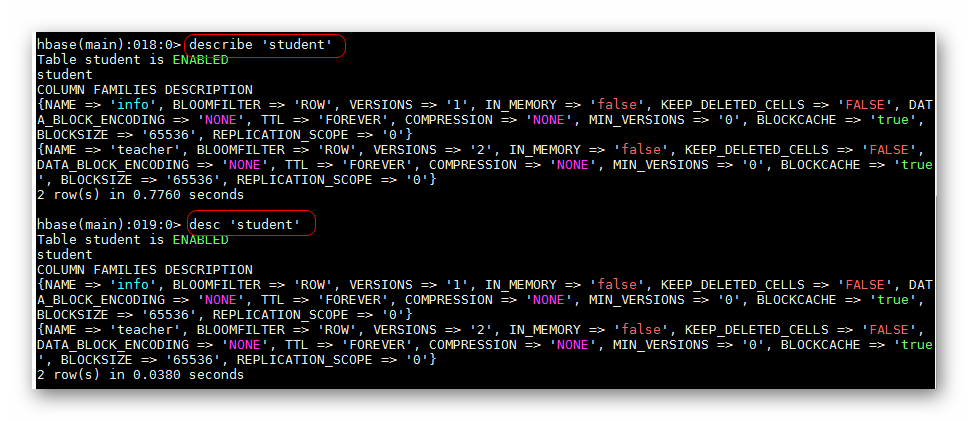 hbase(main):018:0> describe 'student'
Table student is ENABLED
student
COLUMN FAMILIES DESCRIPTION
{NAME => 'info', BLOOMFILTER => 'ROW', VERSIONS => '1', IN_MEMORY => 'false', KEEP_DELETED_CELLS => 'FALSE', DAT
A_BLOCK_ENCODING => 'NONE', TTL => 'FOREVER', COMPRESSION => 'NONE', MIN_VERSIONS => '0', BLOCKCACHE => 'true',
BLOCKSIZE => '65536', REPLICATION_SCOPE => '0'}
{NAME => 'teacher', BLOOMFILTER => 'ROW', VERSIONS => '2', IN_MEMORY => 'false', KEEP_DELETED_CELLS => 'FALSE',
DATA_BLOCK_ENCODING => 'NONE', TTL => 'FOREVER', COMPRESSION => 'NONE', MIN_VERSIONS => '0', BLOCKCACHE => 'true
', BLOCKSIZE => '65536', REPLICATION_SCOPE => '0'}
2 row(s) in 0.7760 seconds
hbase(main):019:0> desc 'student'
Table student is ENABLED
student
COLUMN FAMILIES DESCRIPTION
{NAME => 'info', BLOOMFILTER => 'ROW', VERSIONS => '1', IN_MEMORY => 'false', KEEP_DELETED_CELLS => 'FALSE', DAT
A_BLOCK_ENCODING => 'NONE', TTL => 'FOREVER', COMPRESSION => 'NONE', MIN_VERSIONS => '0', BLOCKCACHE => 'true',
BLOCKSIZE => '65536', REPLICATION_SCOPE => '0'}
{NAME => 'teacher', BLOOMFILTER => 'ROW', VERSIONS => '2', IN_MEMORY => 'false', KEEP_DELETED_CELLS => 'FALSE',
DATA_BLOCK_ENCODING => 'NONE', TTL => 'FOREVER', COMPRESSION => 'NONE', MIN_VERSIONS => '0', BLOCKCACHE => 'true
', BLOCKSIZE => '65536', REPLICATION_SCOPE => '0'}
2 row(s) in 0.0380 seconds